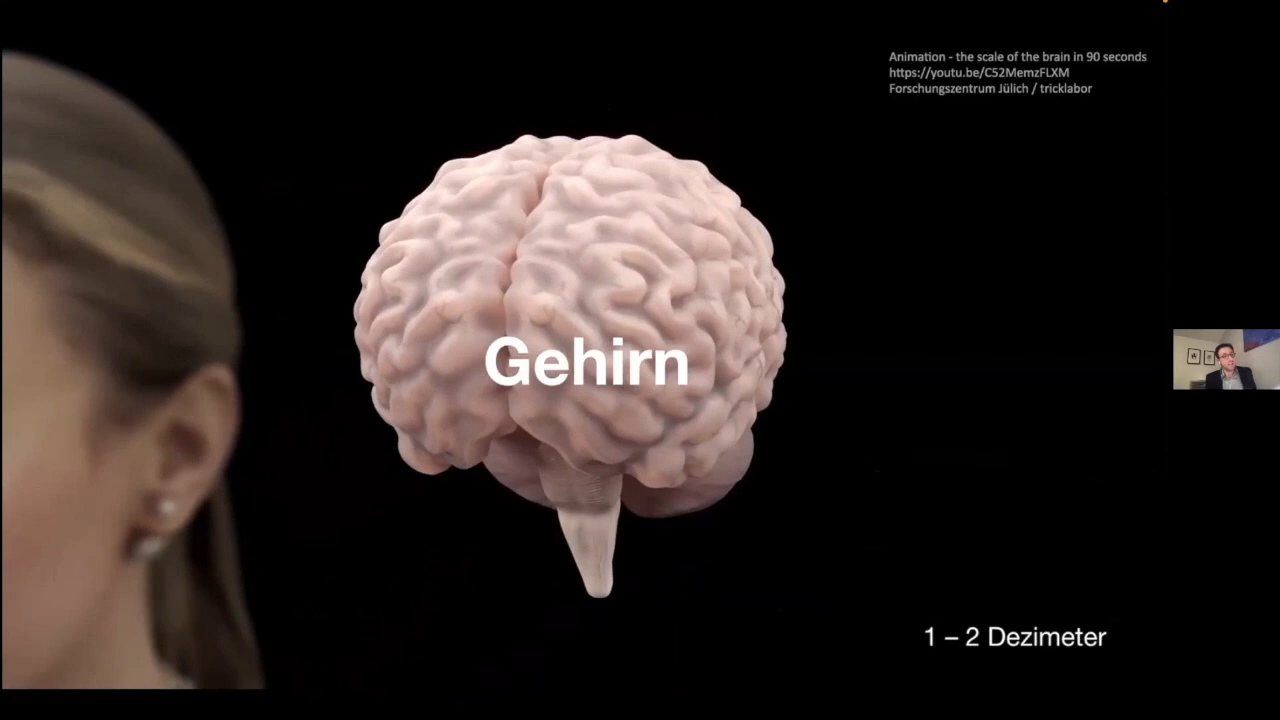 Animation - the scale of the brain in 90 seconds
https://youtu.be/C52MemzFLXM
Forschungszentrum Jülich / tricklabor
Gehirn
1 – 2 Dezimeter